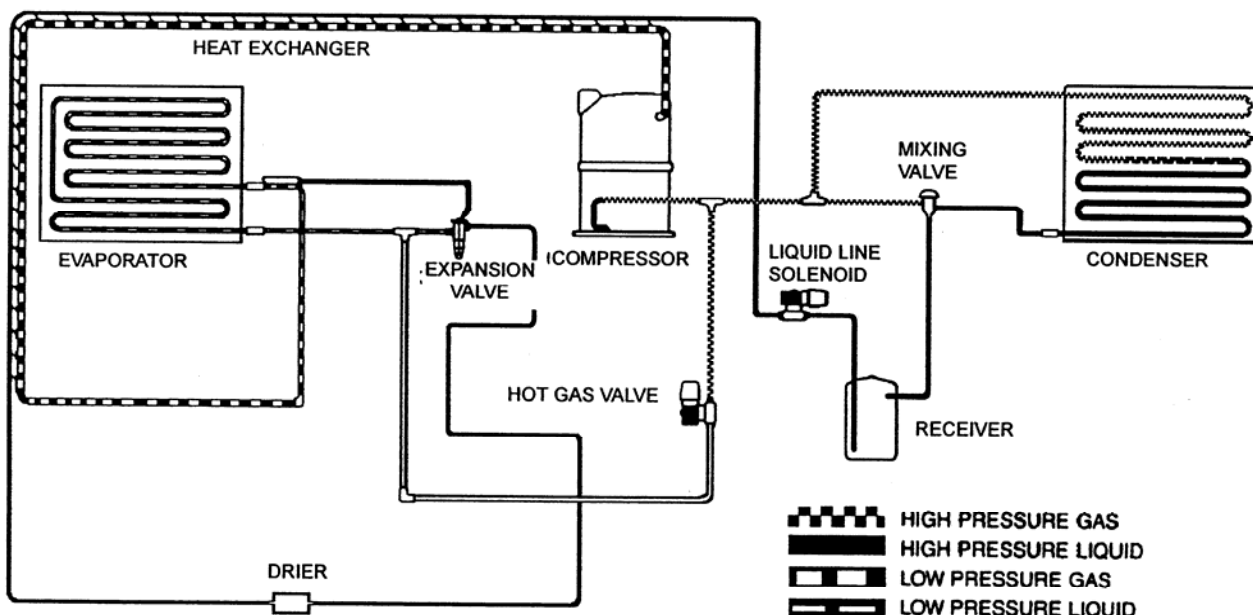 HEAT EXCHANGER
MIXING
VALVE
EVAPORATOR
EXPANSION
VALVE
COMPRESSOR
LIQUID LINE
SOLENOID
CONDENSER
HOT GAS VALVE
RECEIVER
DRIER
HIGH PRESSURE GAS
HIGH PRESSURE LIQUID
LOW PRESSURE GAS
LOW PRESSURE LIQUID